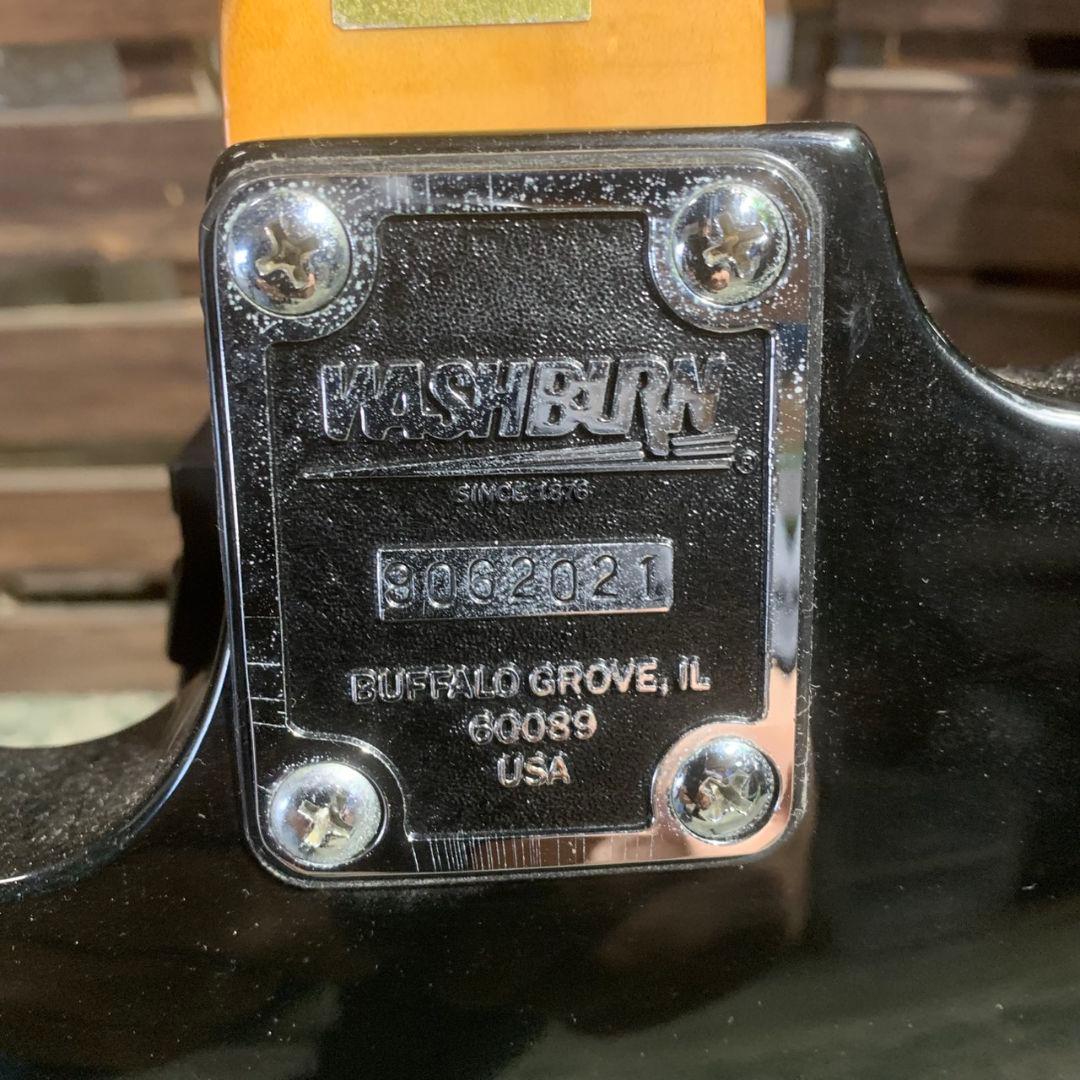 WASHBURN®
SINCE 1876
9062021
BUFFALO GROVE, IL
60089
USA